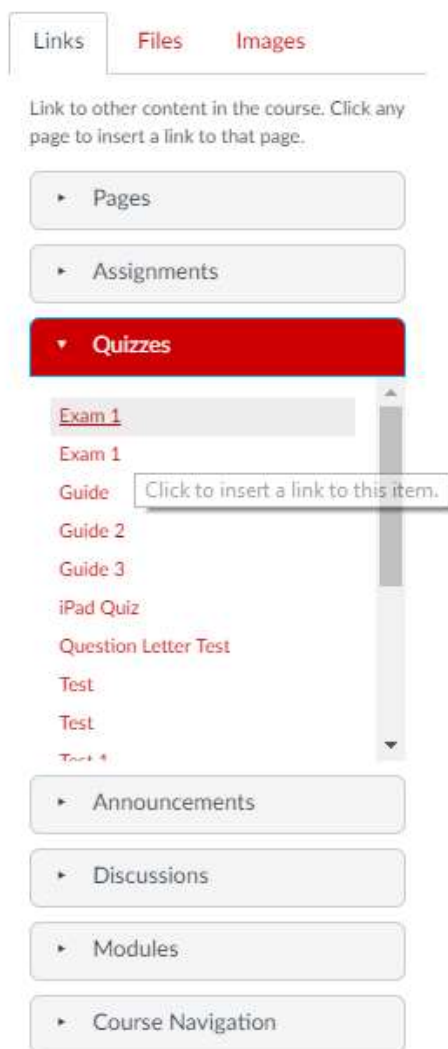 Links Files Images
Link to other content in the course. Click any
page to insert a link to that page.
Pages
Assignments
Quizzes
Exam 1
Exam 1
Guide
Click to insert a link to this item.
Guide 2
Guide 3
iPad Quiz
Question Letter Test
Test
Test
Test 1
Announcements
Discussions
Modules
Course Navigation